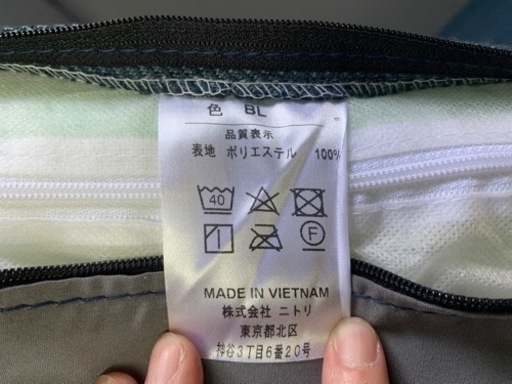 色 BL
品質表示
表地 ポリエステル 100%
40
F
MADE IN VIETNAM
株式会社 ニトリ
東京都北区
神谷3丁目6番20号